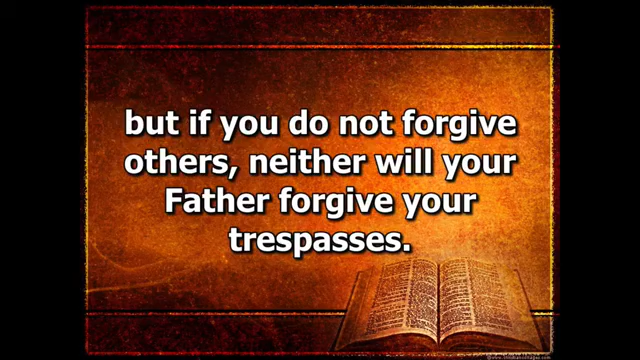 but if you do not forgive
others, neither will your
Father forgive your
trespasses.